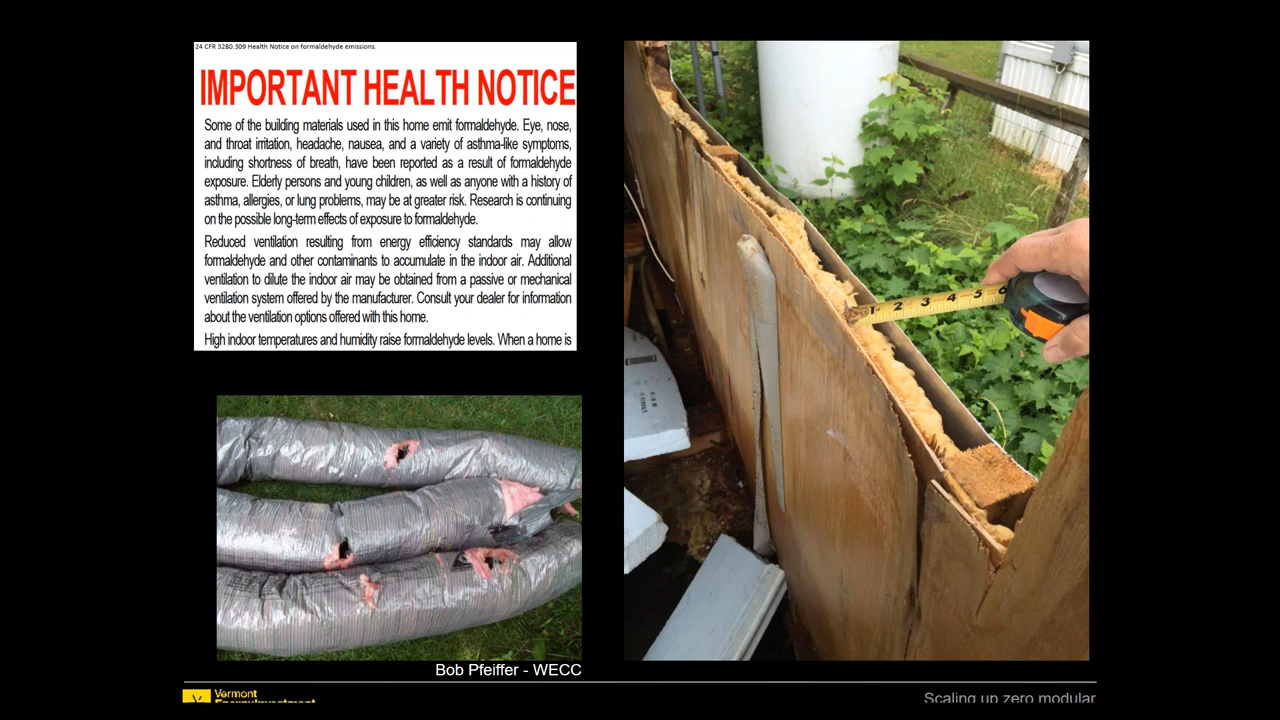 24 CFR 3280.309 Health Notice on formaldehyde emissions.
IMPORTANT HEALTH NOTICE
Some of the building materials used in this home emit formaldehyde. Eye, nose,
and throat irritation, headache, nausea, and a variety of asthma-like symptoms,
including shortness of breath, have been reported as a result of formaldehyde
exposure. Elderly persons and young children, as well as anyone with a history of
asthma, allergies, or lung problems, may be at greater risk. Research is continuing
on the possible long-term effects of exposure to formaldehyde.
Reduced ventilation resulting from energy efficiency standards may allow
formaldehyde and other contaminants to accumulate in the indoor air. Additional
ventilation to dilute the indoor air may be obtained from a passive or mechanical
ventilation system offered by the manufacturer. Consult your dealer for information
about the ventilation options offered with this home.
High indoor temperatures and humidity raise formaldehyde levels. When a home is
1 2 3 4 5 6
Bob Pfeiffer - WECC
Vermont
EnergyInvestment
Scaling up zero modular